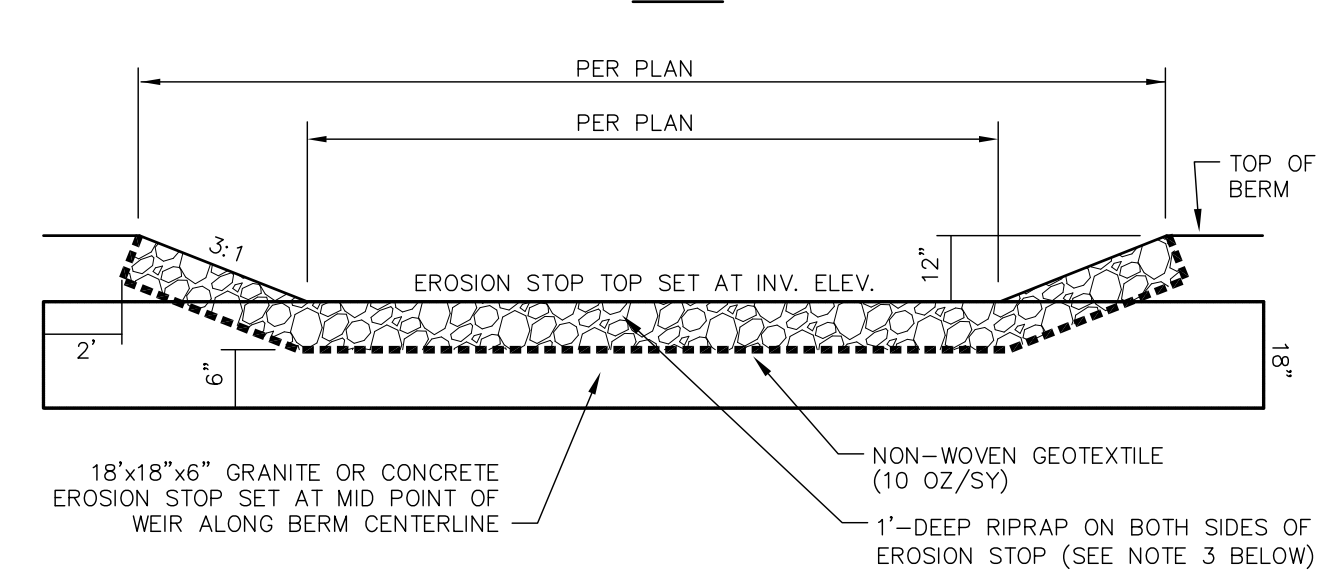 PER PLAN
PER PLAN
TOP OF
BERM
3:1
12"
EROSION STOP TOP SET AT INV. ELEV.
2'
6"
18"
18'x18"x6" GRANITE OR CONCRETE
EROSION STOP SET AT MID POINT OF
WEIR ALONG BERM CENTERLINE
NON-WOVEN GEOTEXTILE
(10 OZ/SY)
1'-DEEP RIPRAP ON BOTH SIDES OF
EROSION STOP (SEE NOTE 3 BELOW)